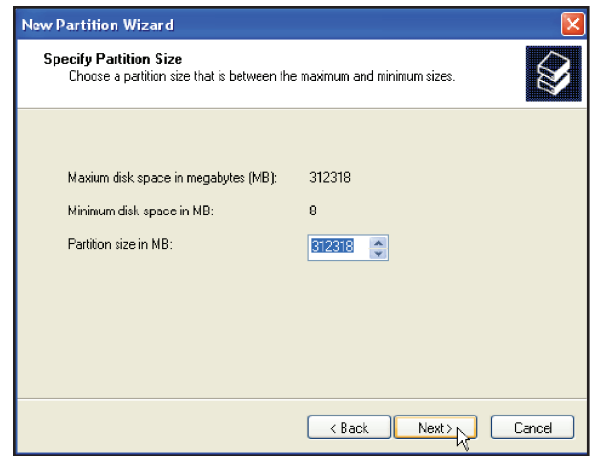 New Partition Wizard
Specify Partition Size
Choose a partition size that is between the maximum and minimum sizes.
Maxium disk space in megabytes (MB): 312318
Minimum disk space in MB: 8
Partition size in MB: 312318
< Back Next > Cancel